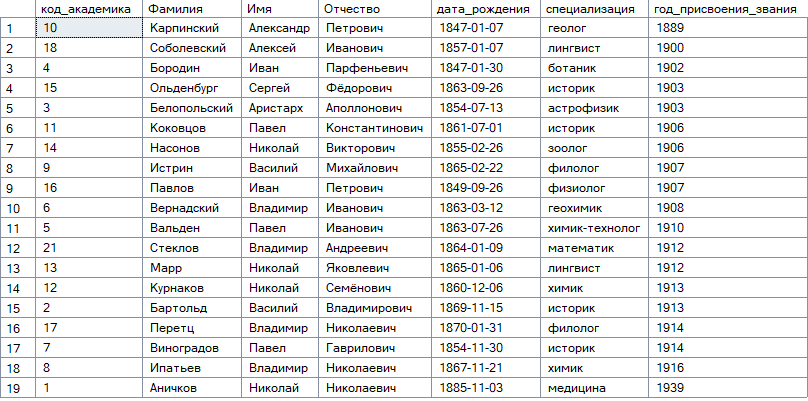 код_академика Фамилия Имя Отчество дата_рождения специализация год_присвоения_звания
1 10 Карпинский Александр Петрович 1847-01-07 геолог 1889
2 18 Соболевский Алексей Иванович 1857-01-07 лингвист 1900
3 4 Бородин Иван Парфеньевич 1847-01-30 ботаник 1902
4 15 Ольденбург Сергей Фёдорович 1863-09-26 историк 1903
5 3 Белопольский Аристарх Аполлонович 1854-07-13 астрофизик 1903
6 11 Коковцов Павел Константинович 1861-07-01 историк 1906
7 14 Насонов Николай Викторович 1855-02-26 зоолог 1906
8 9 Истрин Василий Михайлович 1865-02-22 филолог 1907
9 16 Павлов Иван Петрович 1849-09-26 физиолог 1907
10 6 Вернадский Владимир Иванович 1863-03-12 геохимик 1908
11 5 Вальден Павел Иванович 1863-07-26 химик-технолог 1910
12 21 Стеклов Владимир Андреевич 1864-01-09 математик 1912
13 13 Марр Николай Яковлевич 1865-01-06 лингвист 1912
14 12 Курнаков Николай Семёнович 1860-12-06 химик 1913
15 2 Бартольд Василий Владимирович 1869-11-15 историк 1913
16 17 Перетц Владимир Николаевич 1870-01-31 филолог 1914
17 7 Виноградов Павел Гаврилович 1854-11-30 историк 1914
18 8 Ипатьев Владимир Николаевич 1867-11-21 химик 1916
19 1 Аничков Николай Николаевич 1885-11-03 медицина 1939